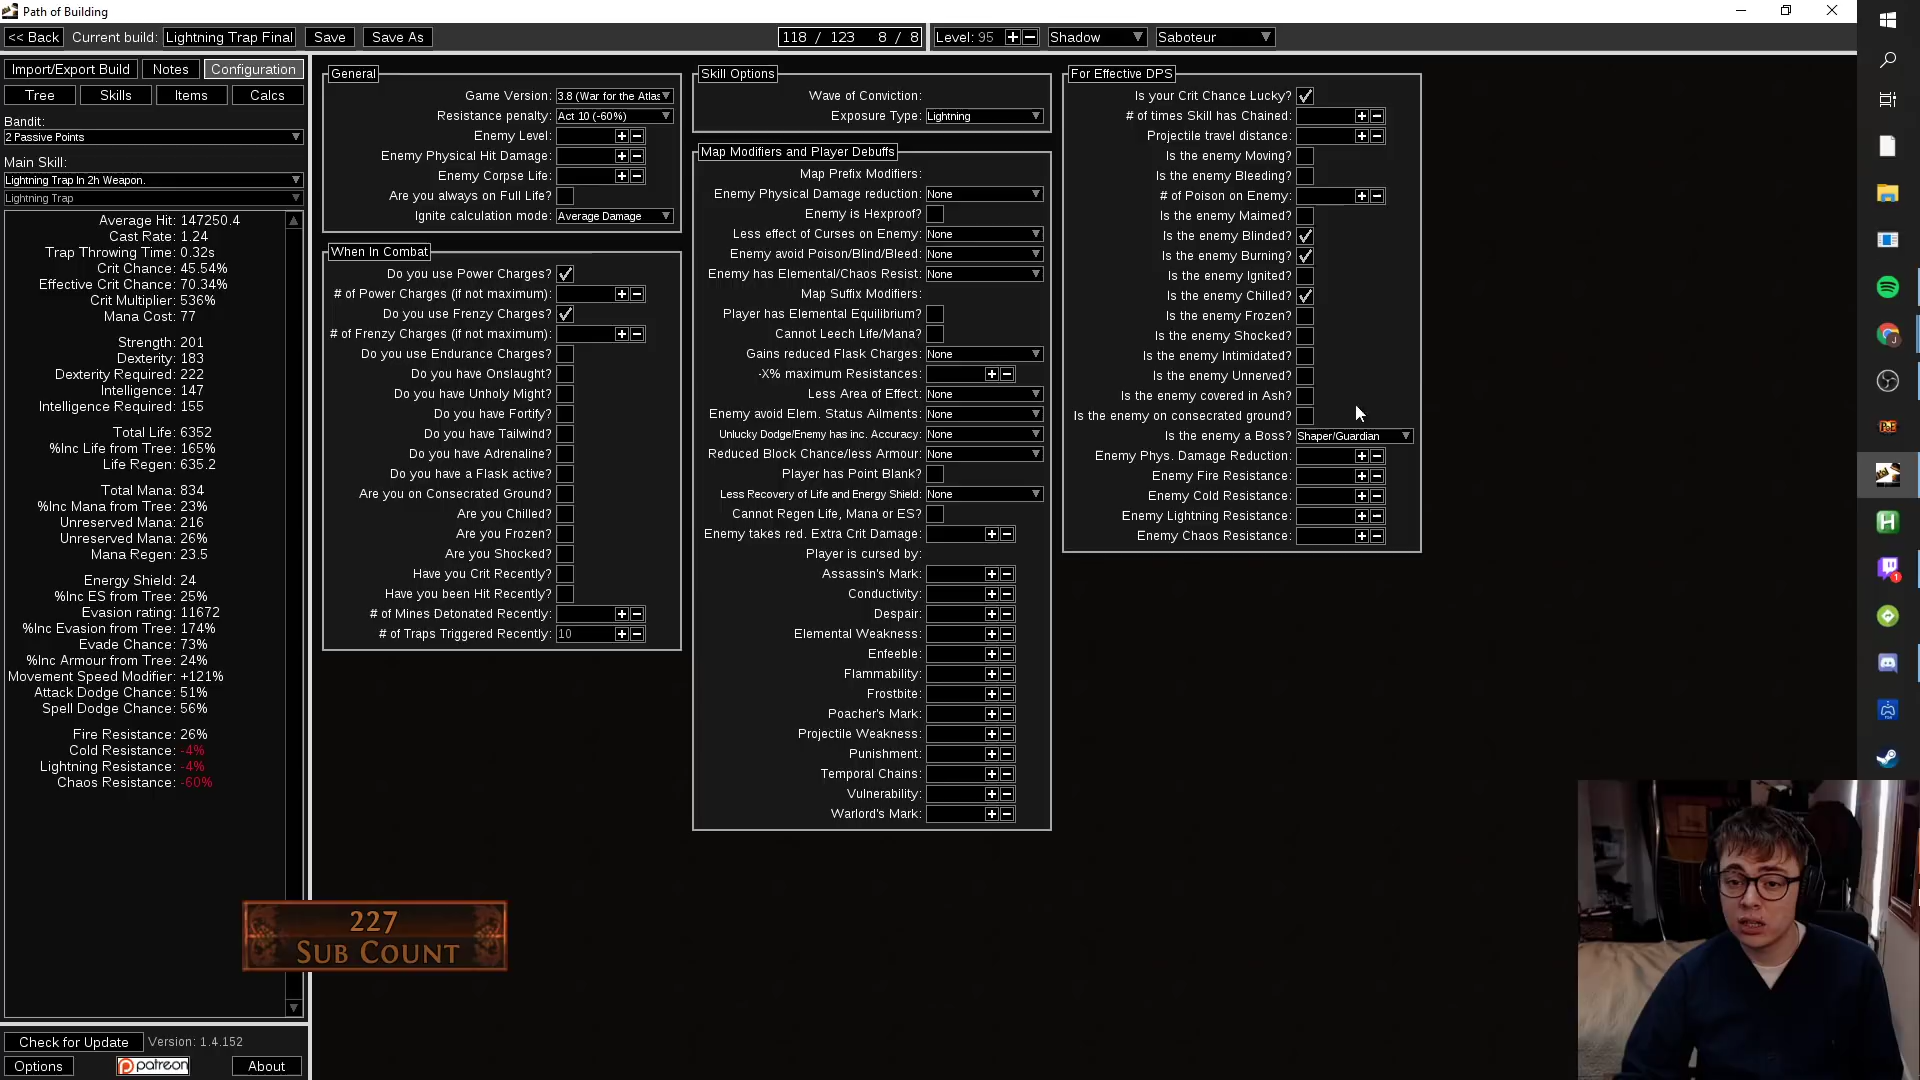 Path of Building
<< Back
Current build:
Lightning Trap Final
Save
Save As
118 / 123 8 / 8
Level: 95
Shadow
Saboteur
Import/Export Build
Notes
Configuration
Tree
Skills
Items
Calcs
Bandit:
2 Passive Points
Main Skill:
Lightning Trap In 2h Weapon.
Lightning Trap
Average Hit: 147250.4
Cast Rate: 1.24
Trap Throwing Time: 0.32s
Crit Chance: 45.54%
Effective Crit Chance: 70.34%
Crit Multiplier: 536%
Mana Cost: 77
Strength: 201
Dexterity: 183
Dexterity Required: 222
Intelligence: 147
Intelligence Required: 155
Total Life: 6352
%Inc Life from Tree: 165%
Life Regen: 635.2
Total Mana: 834
%Inc Mana from Tree: 23%
Unreserved Mana: 216
Unreserved Mana: 26%
Mana Regen: 23.5
Energy Shield: 24
%Inc ES from Tree: 25%
Evasion rating: 11672
%Inc Evasion from Tree: 174%
Evade Chance: 73%
%Inc Armour from Tree: 24%
Movement Speed Modifier: +121%
Attack Dodge Chance: 51%
Spell Dodge Chance: 56%
Fire Resistance: 26%
Cold Resistance: -4%
Lightning Resistance: -4%
Chaos Resistance: -60%
227
SUB COUNT
Check for Update
Version: 1.4.152
Options
patreon
About
General
Game Version: 3.8 (War for the Atlas
Resistance penalty: Act 10 (-60%)
Enemy Level:
Enemy Physical Hit Damage:
Enemy Corpse Life:
Are you always on Full Life?
Ignite calculation mode: Average Damage
When In Combat
Do you use Power Charges?
# of Power Charges (if not maximum):
Do you use Frenzy Charges?
# of Frenzy Charges (if not maximum):
Do you use Endurance Charges?
Do you have Onslaught?
Do you have Unholy Might?
Do you have Fortify?
Do you have Tailwind?
Do you have Adrenaline?
Do you have a Flask active?
Are you on Consecrated Ground?
Are you Chilled?
Are you Frozen?
Are you Shocked?
Have you Crit Recently?
Have you been Hit Recently?
# of Mines Detonated Recently:
# of Traps Triggered Recently: 10
Skill Options
Wave of Conviction:
Exposure Type: Lightning
Map Modifiers and Player Debuffs
Map Prefix Modifiers:
Enemy Physical Damage reduction: None
Enemy is Hexproof?
Less effect of Curses on Enemy: None
Enemy avoid Poison/Blind/Bleed: None
Enemy has Elemental/Chaos Resist: None
Map Suffix Modifiers:
Player has Elemental Equilibrium?
Cannot Leech Life/Mana?
Gains reduced Flask Charges: None
-X% maximum Resistances:
Less Area of Effect: None
Enemy avoid Elem. Status Ailments: None
Unlucky Dodge/Enemy has inc. Accuracy: None
Reduced Block Chance/less Armour: None
Player has Point Blank?
Less Recovery of Life and Energy Shield: None
Cannot Regen Life, Mana or ES?
Enemy takes red. Extra Crit Damage:
Player is cursed by:
Assassin's Mark:
Conductivity:
Despair:
Elemental Weakness:
Enfeeble:
Flammability:
Frostbite:
Poacher's Mark:
Projectile Weakness:
Punishment:
Temporal Chains:
Vulnerability:
Warlord's Mark:
For Effective DPS
Is your Crit Chance Lucky?
# of times Skill has Chained:
Projectile travel distance:
Is the enemy Moving?
Is the enemy Bleeding?
# of Poison on Enemy:
Is the enemy Maimed?
Is the enemy Blinded?
Is the enemy Burning?
Is the enemy Ignited?
Is the enemy Chilled?
Is the enemy Frozen?
Is the enemy Shocked?
Is the enemy Intimidated?
Is the enemy Unnerved?
Is the enemy covered in Ash?
Is the enemy on consecrated ground?
Is the enemy a Boss? Shaper/Guardian
Enemy Phys. Damage Reduction:
Enemy Fire Resistance:
Enemy Cold Resistance:
Enemy Lightning Resistance:
Enemy Chaos Resistance:
PoE
H
1